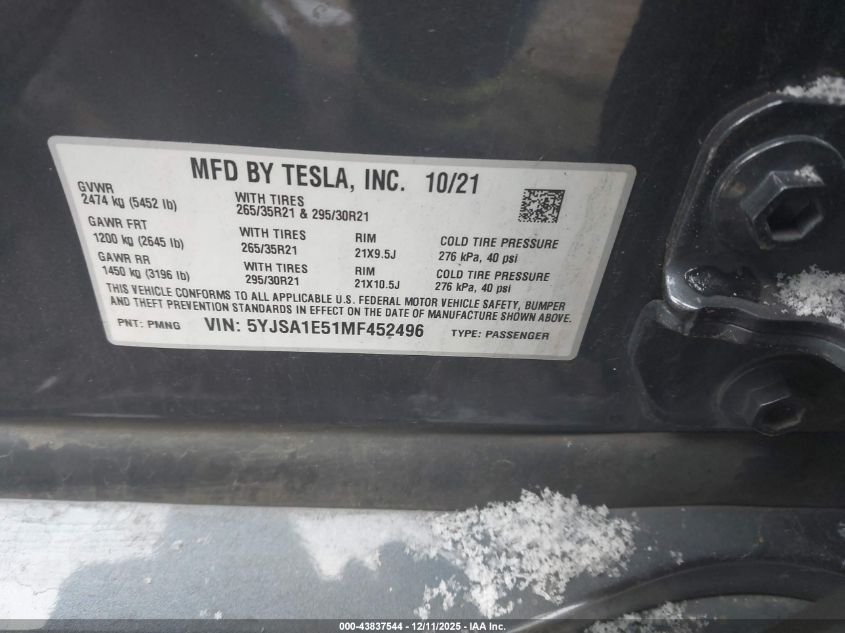 MFD BY TESLA, INC. 10/21
GVWR
2474 kg (5452 lb)
WITH TIRES
265/35R21 & 295/30R21
GAWR FRT
1200 kg (2645 lb)
WITH TIRES
265/35R21
RIM
21X9.5J
COLD TIRE PRESSURE
276 kPa, 40 psi
GAWR RR
1450 kg (3196 lb)
WITH TIRES
295/30R21
RIM
21X10.5J
COLD TIRE PRESSURE
276 kPa, 40 psi
THIS VEHICLE CONFORMS TO ALL APPLICABLE U.S. FEDERAL MOTOR VEHICLE SAFETY, BUMPER
AND THEFT PREVENTION STANDARDS IN EFFECT ON THE DATE OF MANUFACTURE SHOWN ABOVE.
PNT: PMNG VIN: 5YJSA1E51MF452496 TYPE: PASSENGER
000-43837544 - 12/11/2025 - IAA Inc.